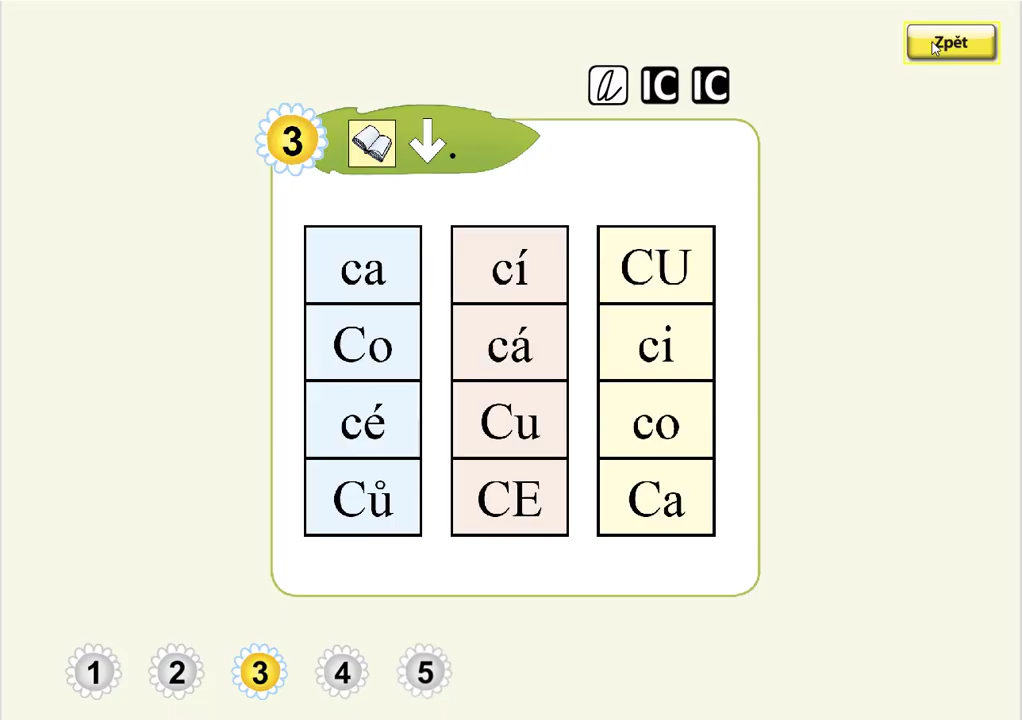 Zpět
a IC IC
3 .
ca cí CU
Co cá ci
cé Cu co
Ců CE Ca
1 2 3 4 5